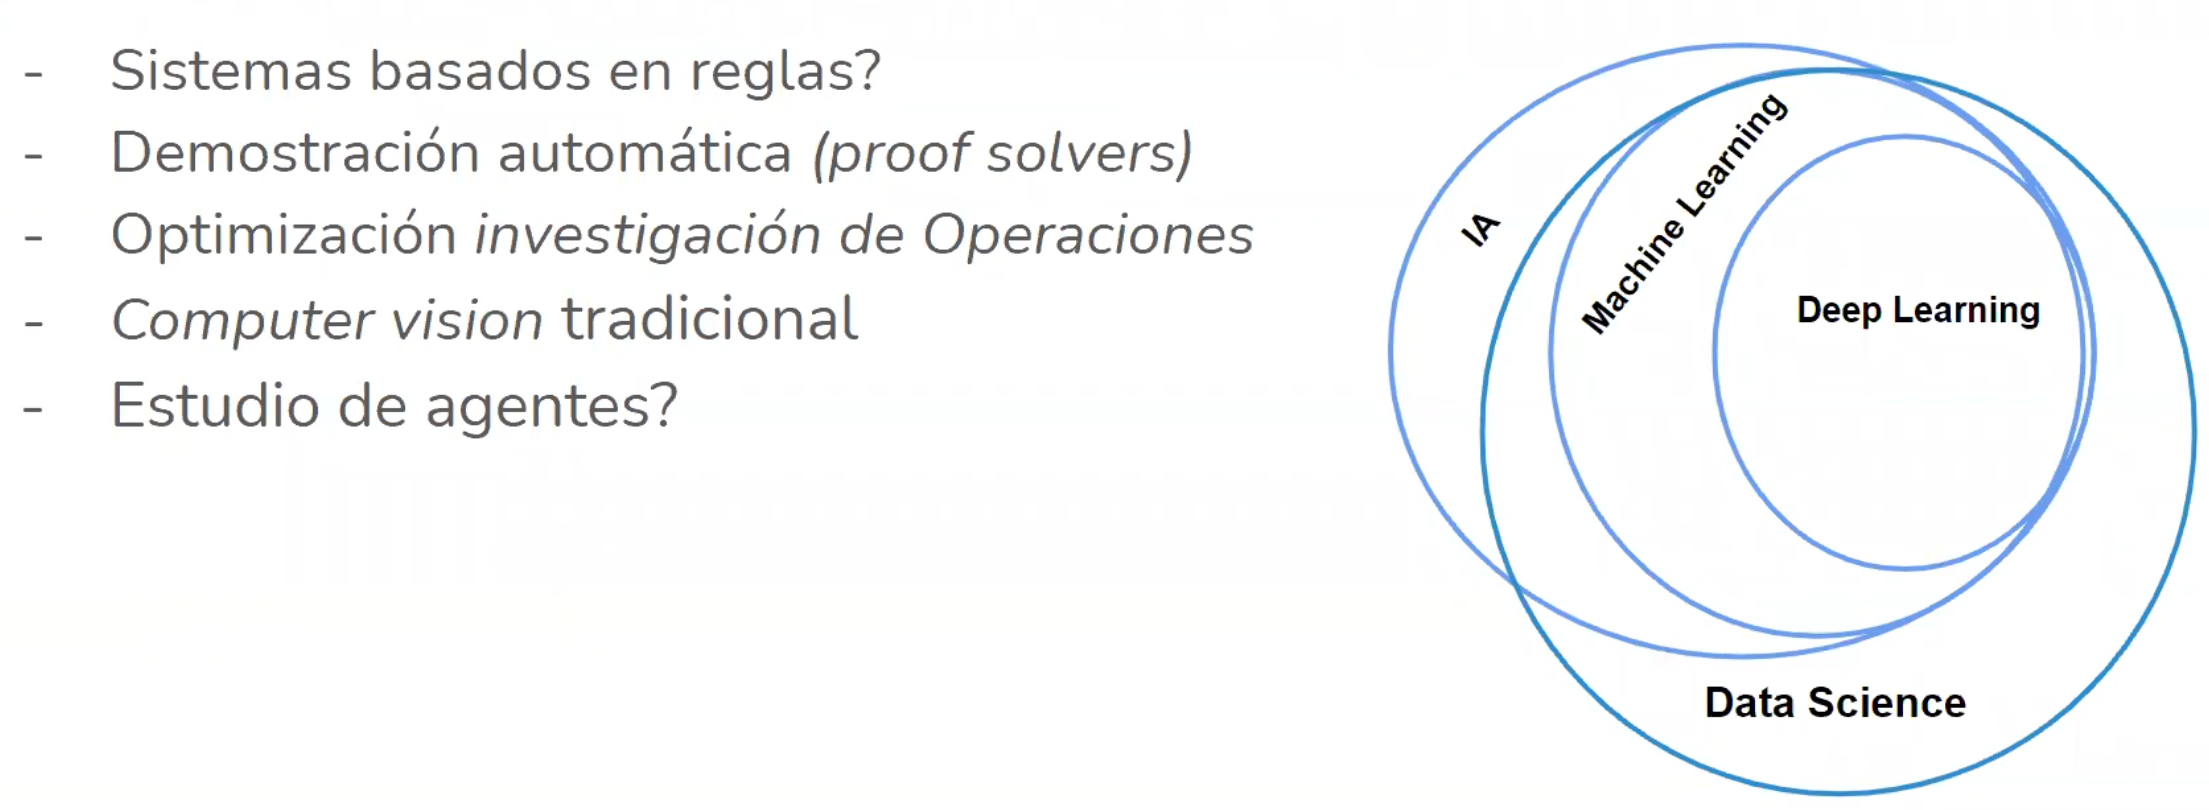 - Sistemas basados en reglas?
- Demostración automática (proof solvers)
- Optimización investigación de Operaciones
- Computer vision tradicional
- Estudio de agentes?
IA
Machine Learning
Deep Learning
Data Science